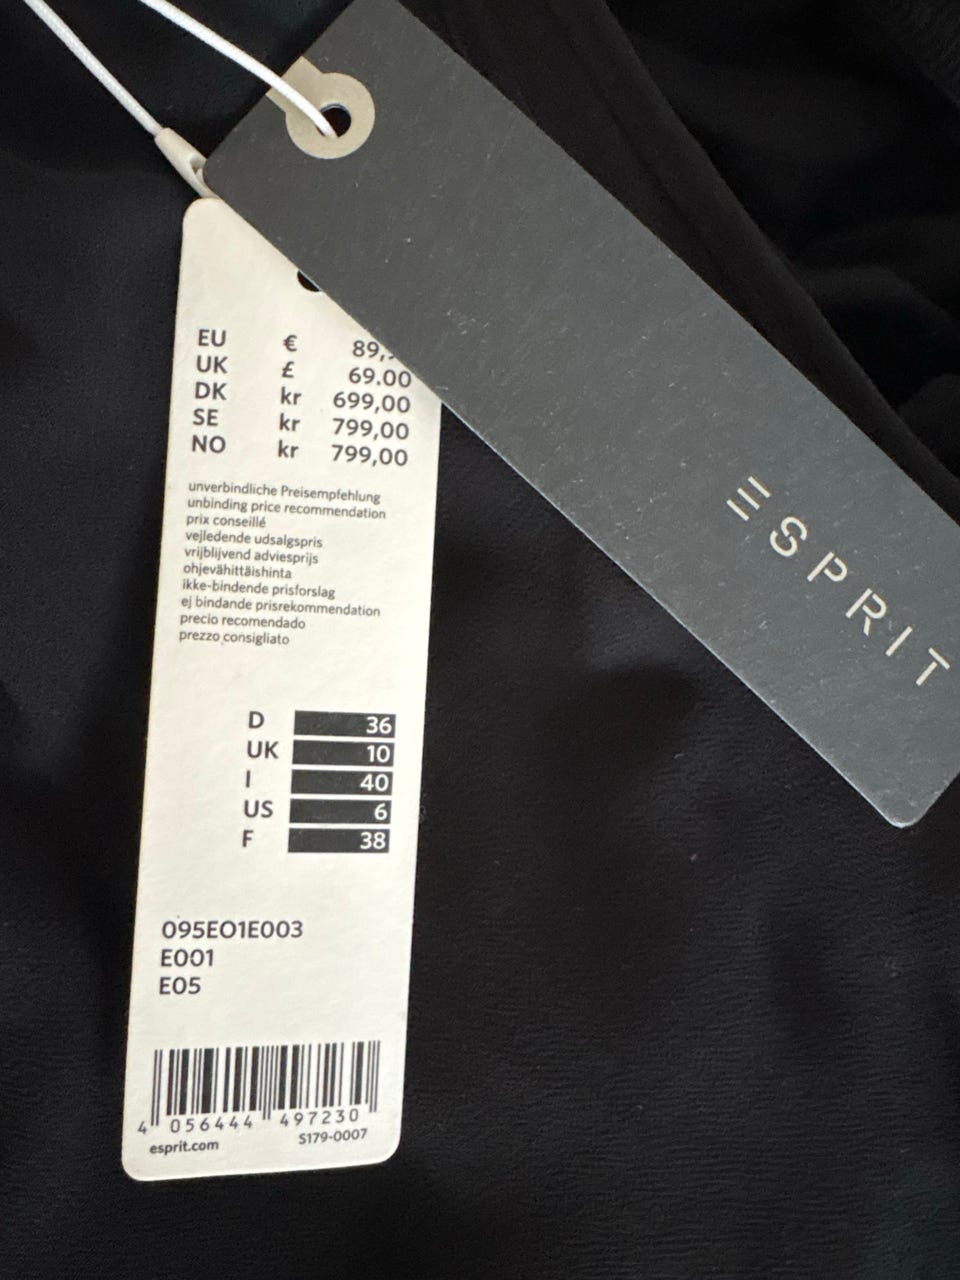 EU € 89,
UK £ 69.00
DK kr 699,00
SE kr 799,00
NO kr 799,00
unverbindliche Preisempfehlung
unbinding price recommendation
prix conseillé
vejledende udsalgspris
vrijblijvend adviesprijs
ohjevähittäishinta
ikke-bindende prisforslag
ej bindande prisrekommendation
precio recomendado
prezzo consigliato
D 36
UK 10
I 40
US 6
F 38
095EO1E003
E001
E05
4 056444 497230
esprit.com S179-0007
ESPRIT